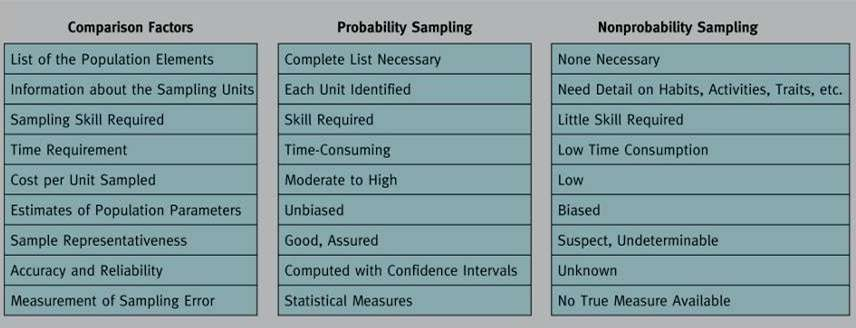 Comparison Factors Probability Sampling Nonprobability Sampling
List of the Population Elements Complete List Necessary None Necessary
Information about the Sampling Units Each Unit Identified Need Detail on Habits, Activities, Traits, etc.
Sampling Skill Required Skill Required Little Skill Required
Time Requirement Time-Consuming Low Time Consumption
Cost per Unit Sampled Moderate to High Low
Estimates of Population Parameters Unbiased Biased
Sample Representativeness Good, Assured Suspect, Undeterminable
Accuracy and Reliability Computed with Confidence Intervals Unknown
Measurement of Sampling Error Statistical Measures No True Measure Available